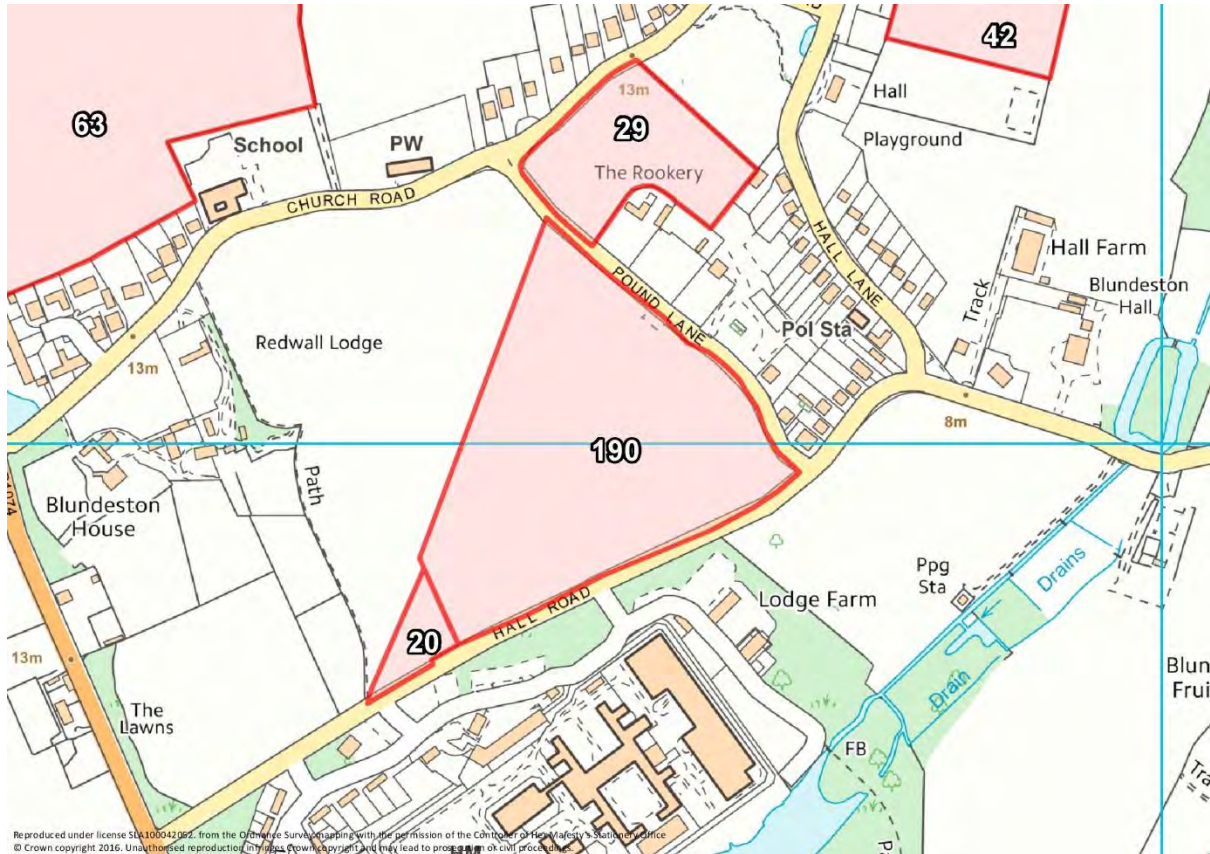 42
Hall
13m
63
29
School
PW
Playground
The Rookery
CHURCH ROAD
HALL LANE
Hall Farm
Track
Blundeston
Hall
POUND LANE
Pol Sta
Redwall Lodge
13m
8m
190
Path
Blundeston
House
Ppg
Sta
Drains
Lodge Farm
HALL ROAD
20
13m
Drain
The
Lawns
FB
Reproduced under license SLA100042052. from the Ordnance Survey mapping with the permission of the Controller of Her Majesty's Stationery Office
© Crown copyright 2016. Unauthorised reproduction infringes Crown copyright and may lead to prosecution or civil proceedings.
HM